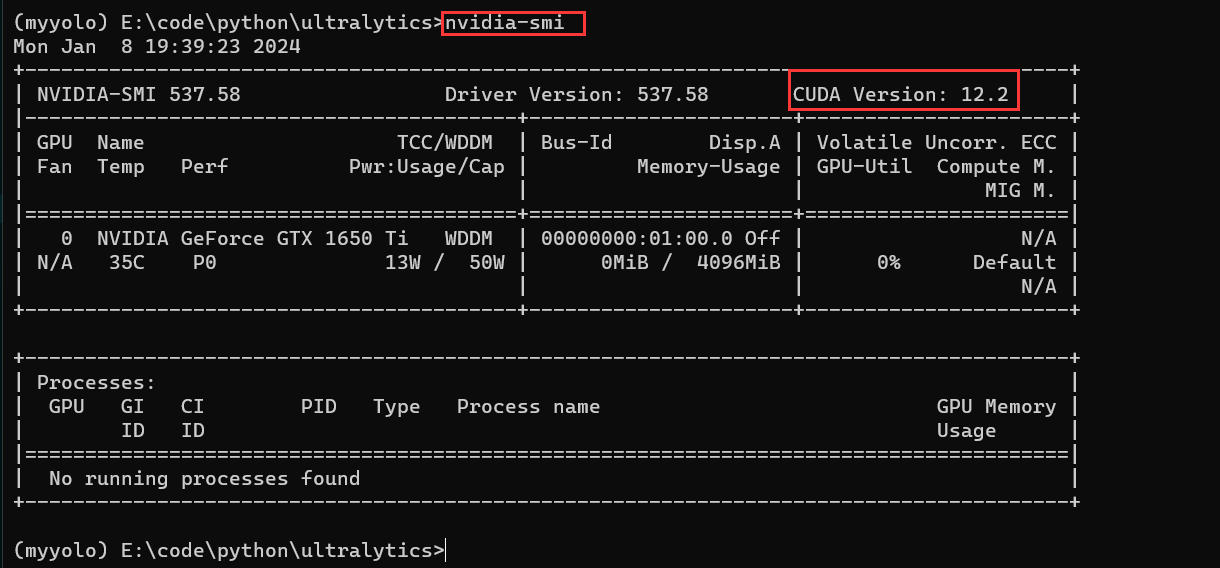 (myyolo) E:\code\python\ultralytics>nvidia-smi
Mon Jan  8 19:39:23 2024
+---------------------------------------------------------------------------------------+
| NVIDIA-SMI 537.58                 Driver Version: 537.58       CUDA Version: 12.2     |
|-----------------------------------------+----------------------+----------------------+
| GPU  Name                     TCC/WDDM  | Bus-Id        Disp.A | Volatile Uncorr. ECC |
| Fan  Temp   Perf          Pwr:Usage/Cap |         Memory-Usage | GPU-Util  Compute M. |
|                                         |                      |               MIG M. |
|=========================================+======================+======================|
|   0  NVIDIA GeForce GTX 1650 Ti   WDDM  | 00000000:01:00.0 Off |                  N/A |
| N/A   35C    P0              13W /  50W |      0MiB /  4096MiB |      0%      Default |
|                                         |                      |                  N/A |
+-----------------------------------------+----------------------+----------------------+

+---------------------------------------------------------------------------------------+
| Processes:                                                                            |
|  GPU   GI   CI        PID   Type   Process name                            GPU Memory |
|        ID   ID                                                             Usage      |
|=======================================================================================|
|  No running processes found                                                           |
+---------------------------------------------------------------------------------------+

(myyolo) E:\code\python\ultralytics>